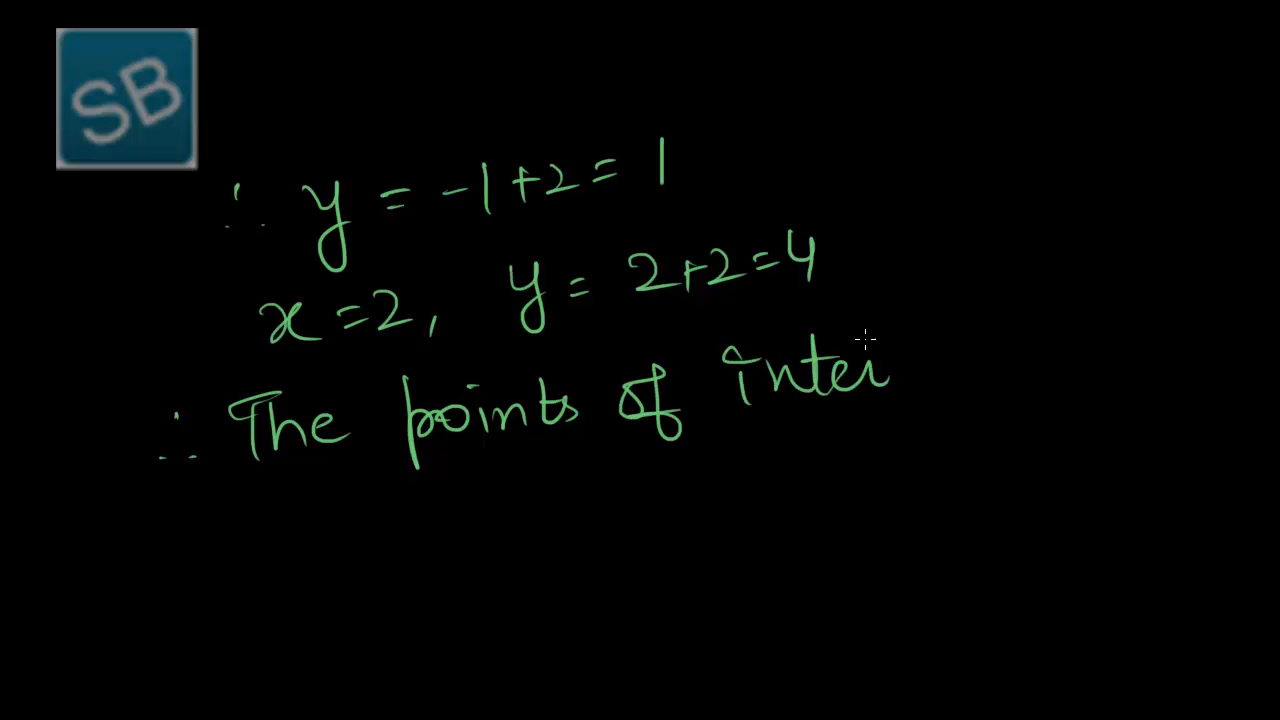 SB
∴ y = -1+2 = 1
x = 2, y = 2+2 = 4
∴ The points of inter